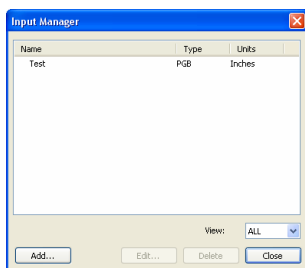 Input Manager
Name Type Units
Test PGB Inches
View: ALL
Add... Edit... Delete Close